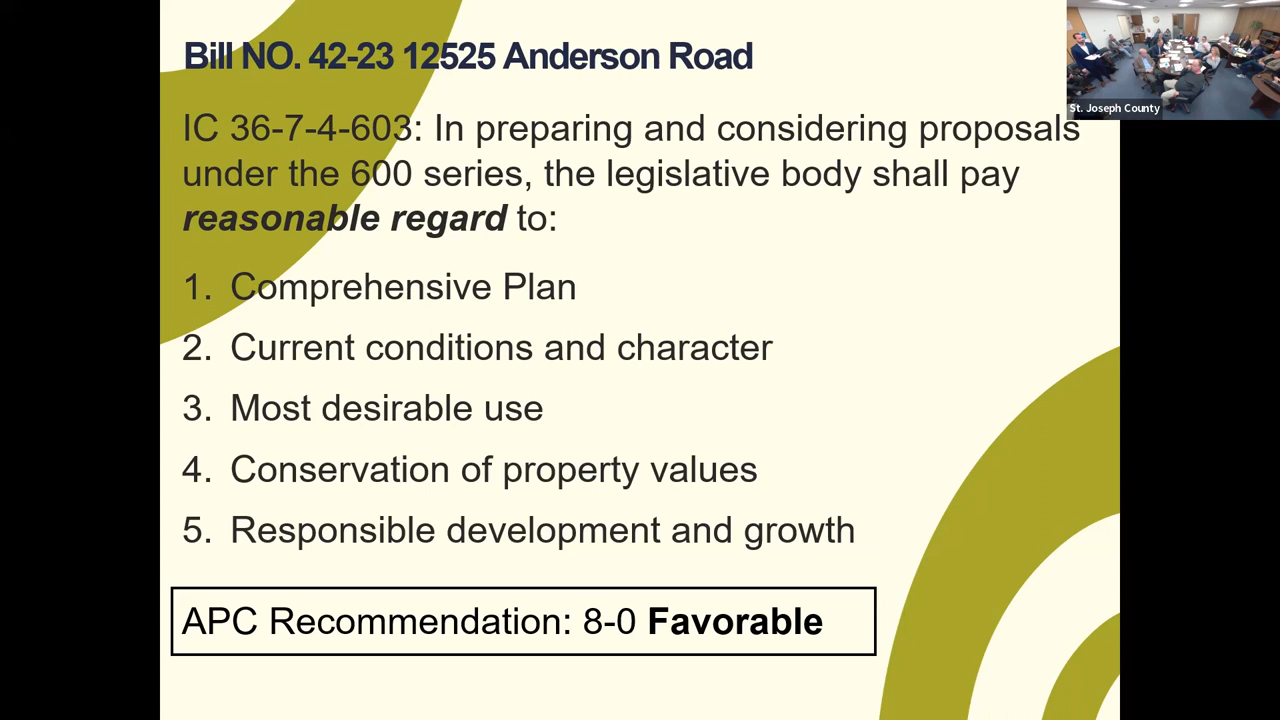 Bill NO. 42-23 12525 Anderson Road
St. Joseph County
IC 36-7-4-603: In preparing and considering proposals
under the 600 series, the legislative body shall pay
reasonable regard to:
1. Comprehensive Plan
2. Current conditions and character
3. Most desirable use
4. Conservation of property values
5. Responsible development and growth
APC Recommendation: 8-0 Favorable